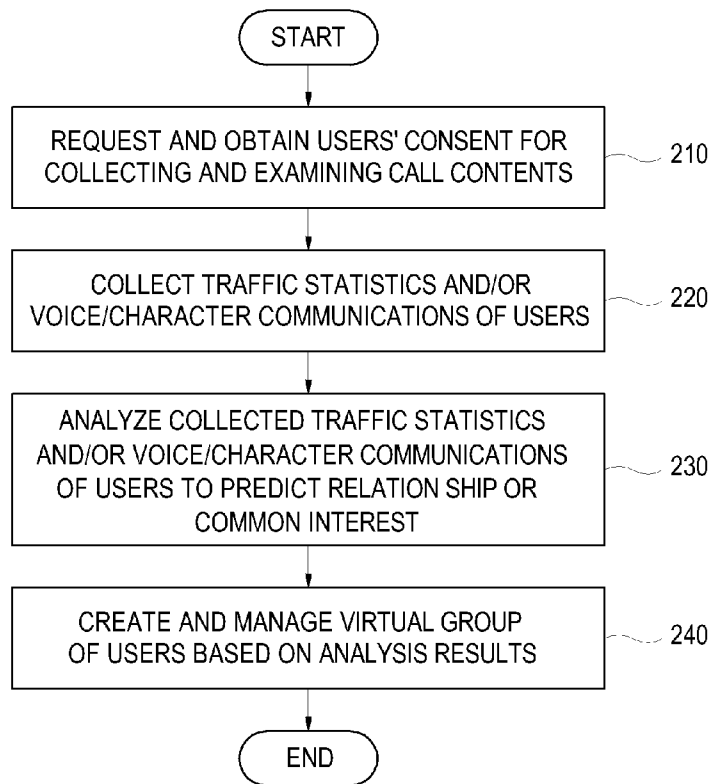 START
REQUEST AND OBTAIN USERS' CONSENT FOR
COLLECTING AND EXAMINING CALL CONTENTS
210
COLLECT TRAFFIC STATISTICS AND/OR
VOICE/CHARACTER COMMUNICATIONS OF USERS
220
ANALYZE COLLECTED TRAFFIC STATISTICS
AND/OR VOICE/CHARACTER COMMUNICATIONS
OF USERS TO PREDICT RELATION SHIP OR
COMMON INTEREST
230
CREATE AND MANAGE VIRTUAL GROUP
OF USERS BASED ON ANALYSIS RESULTS
240
END